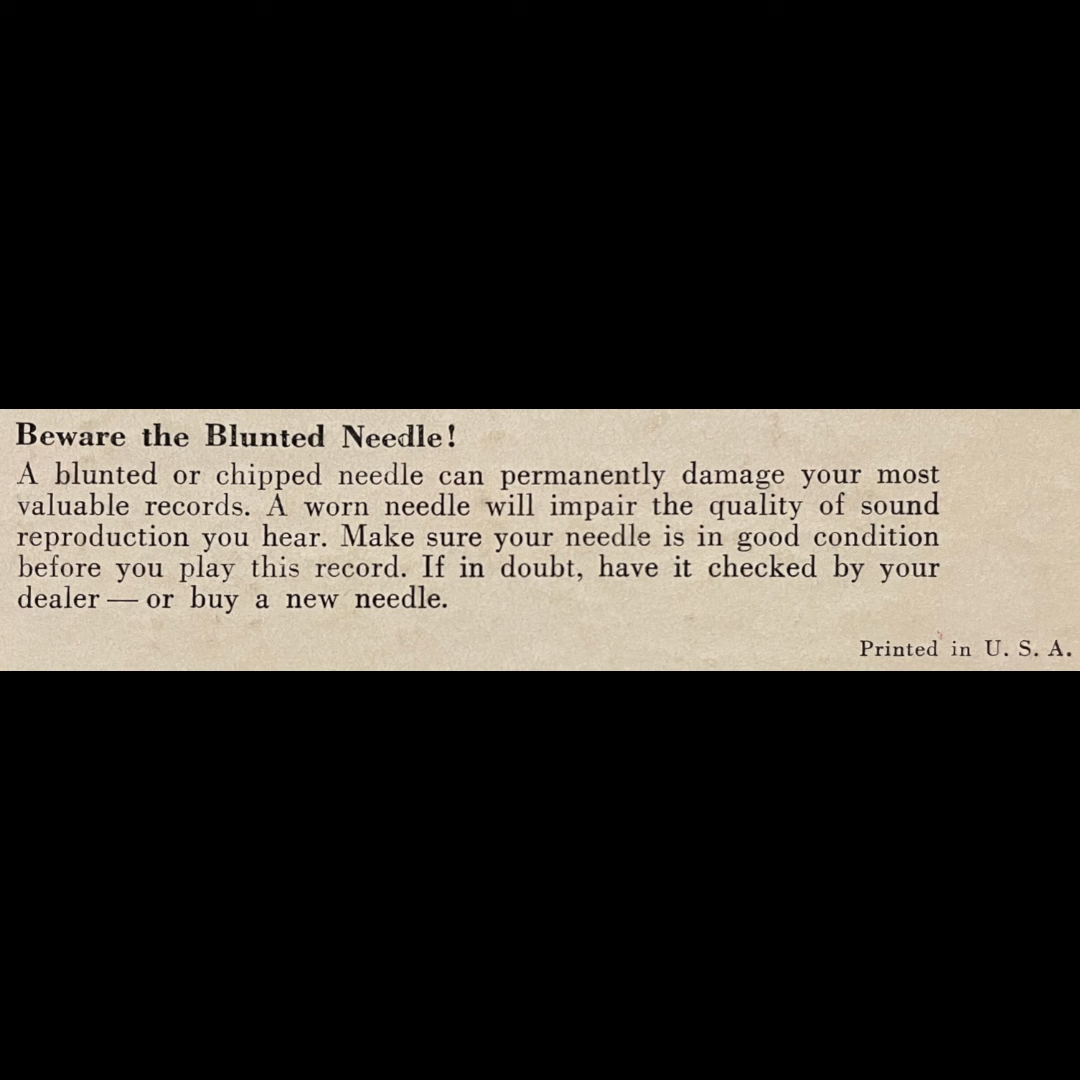 Beware the Blunted Needle!
A blunted or chipped needle can permanently damage your most
valuable records. A worn needle will impair the quality of sound
reproduction you hear. Make sure your needle is in good condition
before you play this record. If in doubt, have it checked by your
dealer — or buy a new needle.
Printed in U. S. A.